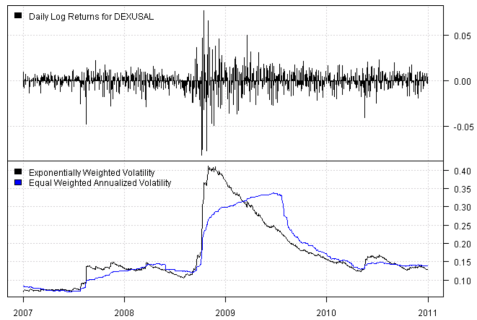 Daily Log Returns for DEXUSAL
0.05
0.00
-0.05
Exponentially Weighted Volatility
Equal Weighted Annualized Volatility
0.40
0.35
0.30
0.25
0.20
0.15
0.10
2007 2008 2009 2010 2011